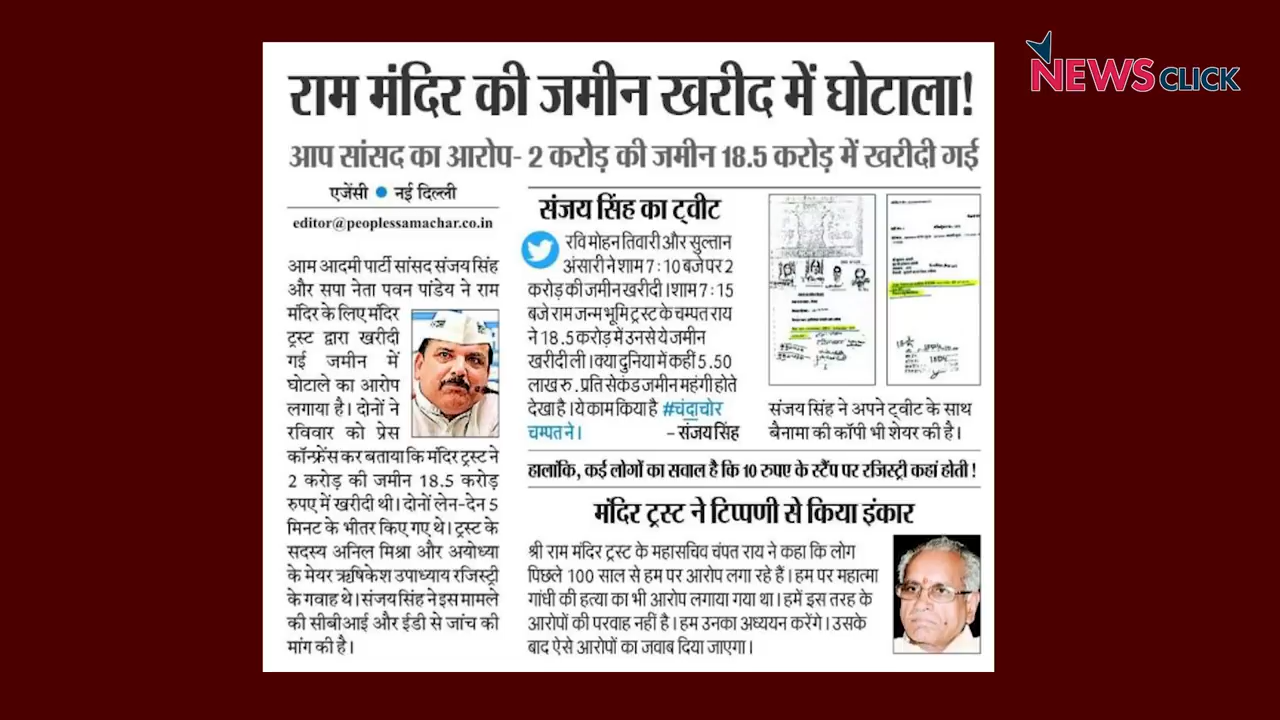 NEWSCLICK
राम मंदिर की जमीन खरीद में घोटाला!
आप सांसद का आरोप- 2 करोड़ की जमीन 18.5 करोड़ में खरीदी गई
एजेंसी ● नई दिल्ली
editor@peoplessamachar.co.in
आम आदमी पार्टी सांसद संजय सिंह
और सपा नेता पवन पांडेय ने राम
मंदिर के लिए मंदिर
ट्रस्ट द्वारा खरीदी
गई जमीन में
घोटाले का आरोप
लगाया है। दोनों ने
रविवार को प्रेस
कॉन्फ्रेंस कर बताया कि मंदिर ट्रस्ट ने
2 करोड़ की जमीन 18.5 करोड़
रुपए में खरीदी थी। दोनों लेन-देन 5
मिनट के भीतर किए गए थे। ट्रस्ट के
सदस्य अनिल मिश्रा और अयोध्या
के मेयर ऋषिकेश उपाध्याय रजिस्ट्री
के गवाह थे। संजय सिंह ने इस मामले
की सीबीआई और ईडी से जांच की
मांग की है।
संजय सिंह का ट्वीट
रवि मोहन तिवारी और सुल्तान
अंसारी ने शाम 7:10 बजे पर 2
करोड़ की जमीन खरीदी। शाम 7:15
बजे राम जन्म भूमि ट्रस्ट के चम्पत राय
ने 18.5 करोड़ में उनसे ये जमीन
खरीदी ली। क्या दुनिया में कहीं 5.50
लाख रु. प्रति सेकंड जमीन महंगी होते
देखा है। ये काम किया है #चंदाचोर
चम्पत ने। – संजय सिंह
संजय सिंह ने अपने ट्वीट के साथ
बैनामा की कॉपी भी शेयर की है।
हालांकि, कई लोगों का सवाल है कि 10 रुपए के स्टैंप पर रजिस्ट्री कहां होती!
मंदिर ट्रस्ट ने टिप्पणी से किया इंकार
श्री राम मंदिर ट्रस्ट के महासचिव चंपत राय ने कहा कि लोग
पिछले 100 साल से हम पर आरोप लगा रहे हैं। हम पर महात्मा
गांधी की हत्या का भी आरोप लगाया गया था। हमें इस तरह के
आरोपों की परवाह नहीं है। हम उनका अध्ययन करेंगे। उसके
बाद ऐसे आरोपों का जवाब दिया जाएगा।